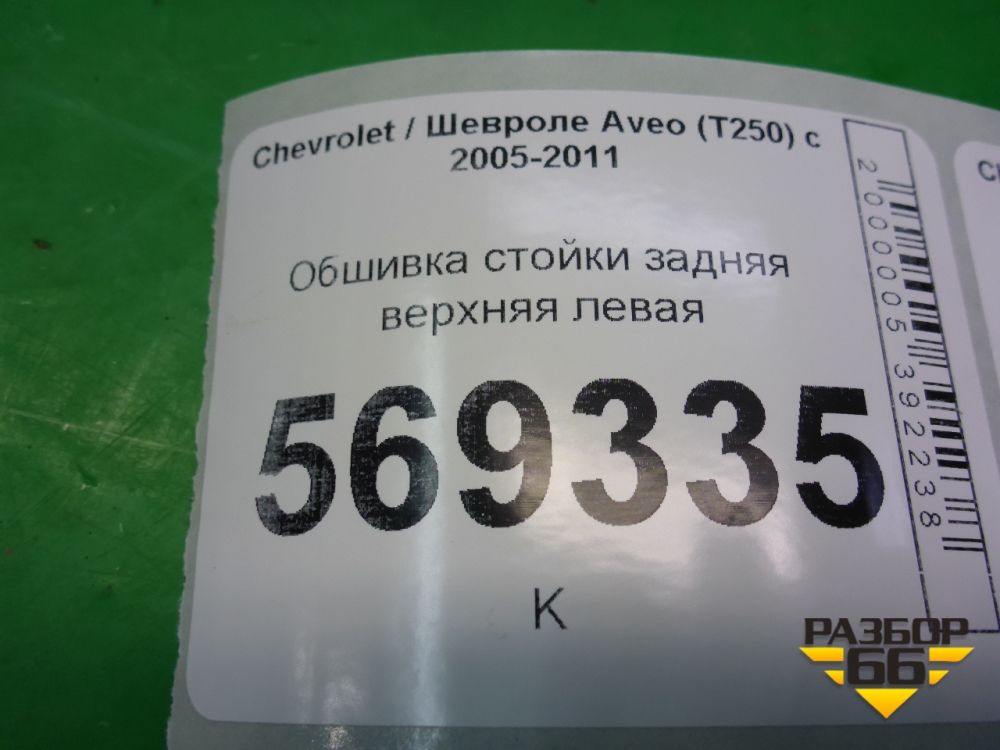 Chevrolet / Шевроле Aveo (T250) с
2005-2011
Обшивка стойки задняя
верхняя левая
569335
К
2000005392238
РАЗБОР
66